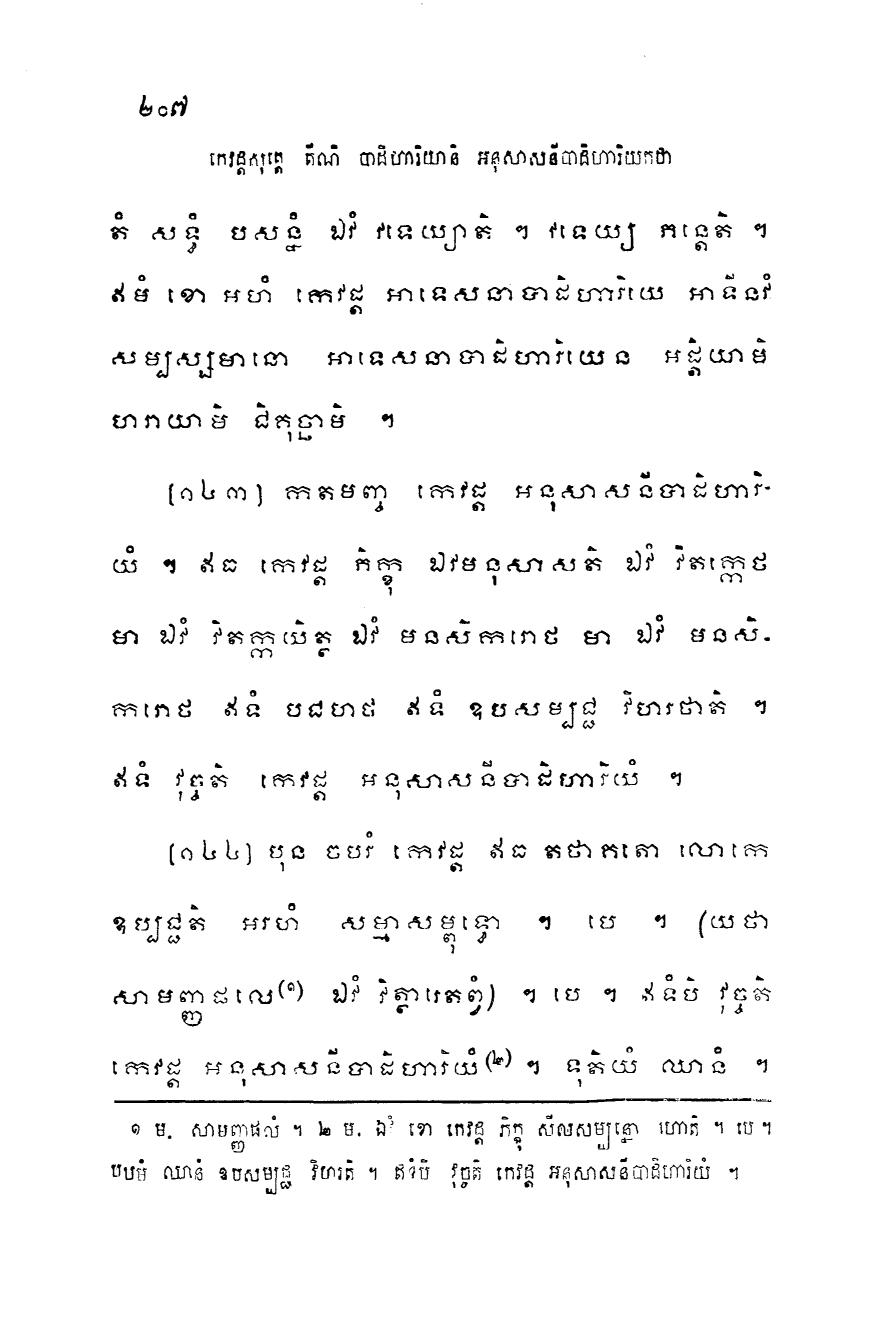 ២០៧
កេវដ្តសុត្តេ តីណិ បាដិហារិយានិ អនុសាសនីបាដិហារិយកថា
តំ សទ្ធំ បសន្នំ ឯវំ វទេយ្យាតិ ។ វទេយ្យ ភន្តេតិ ។
ឥមំ ខោ អហំ កេវដ្ត អាទេសនាបាដិហារិយេ អាទីនវំ
សម្បស្សមានោ អាទេសនាបាដិហារិយេន អដ្តិយាមិ
ហរាយាមិ ជិគុច្ឆាមិ ។
[១៤៣] កតមញ្ច កេវដ្ត អនុសាសនីបាដិហារិ-
យំ ។ ឥធ កេវដ្ត ភិក្ខុ ឯវមនុសាសតិ ឯវំ វិតក្កេថ
មា ឯវំ វិតក្កយិត្ថ ឯវំ មនសិករោថ មា ឯវំ មនសិ-
ករោថ ឥទំ បជហថ ឥទំ ឧបសម្បជ្ជ វិហរថាតិ ។
ឥទំ វុច្ចតិ កេវដ្ត អនុសាសនីបាដិហារិយំ ។
[១៤៤] បុន ចបរំ កេវដ្ត ឥធ តថាគតោ លោកេ
ឧប្បជ្ជតិ អរហំ សម្មាសម្ពុទ្ធោ ។ បេ ។ (យថា
សាមញ្ញផលេ(១) ឯវំ វិត្ថារេតព្វំ) ។ បេ ។ ឥទំបិ វុច្ចតិ
កេវដ្ត អនុសាសនីបាដិហារិយំ(២) ។ ទុតិយំ ឈានំ ។
១ ម. សាមញ្ញផលំ ។ ២ ម. ឯវំ ខោ កេវដ្ត ភិក្ខុ សីលសម្បន្នោ ហោតិ ។ បេ ។
បឋមំ ឈានំ ឧបសម្បជ្ជ វិហរតិ ។ ឥទំបិ វុច្ចតិ កេវដ្ត អនុសាសនីបាដិហារិយំ ។